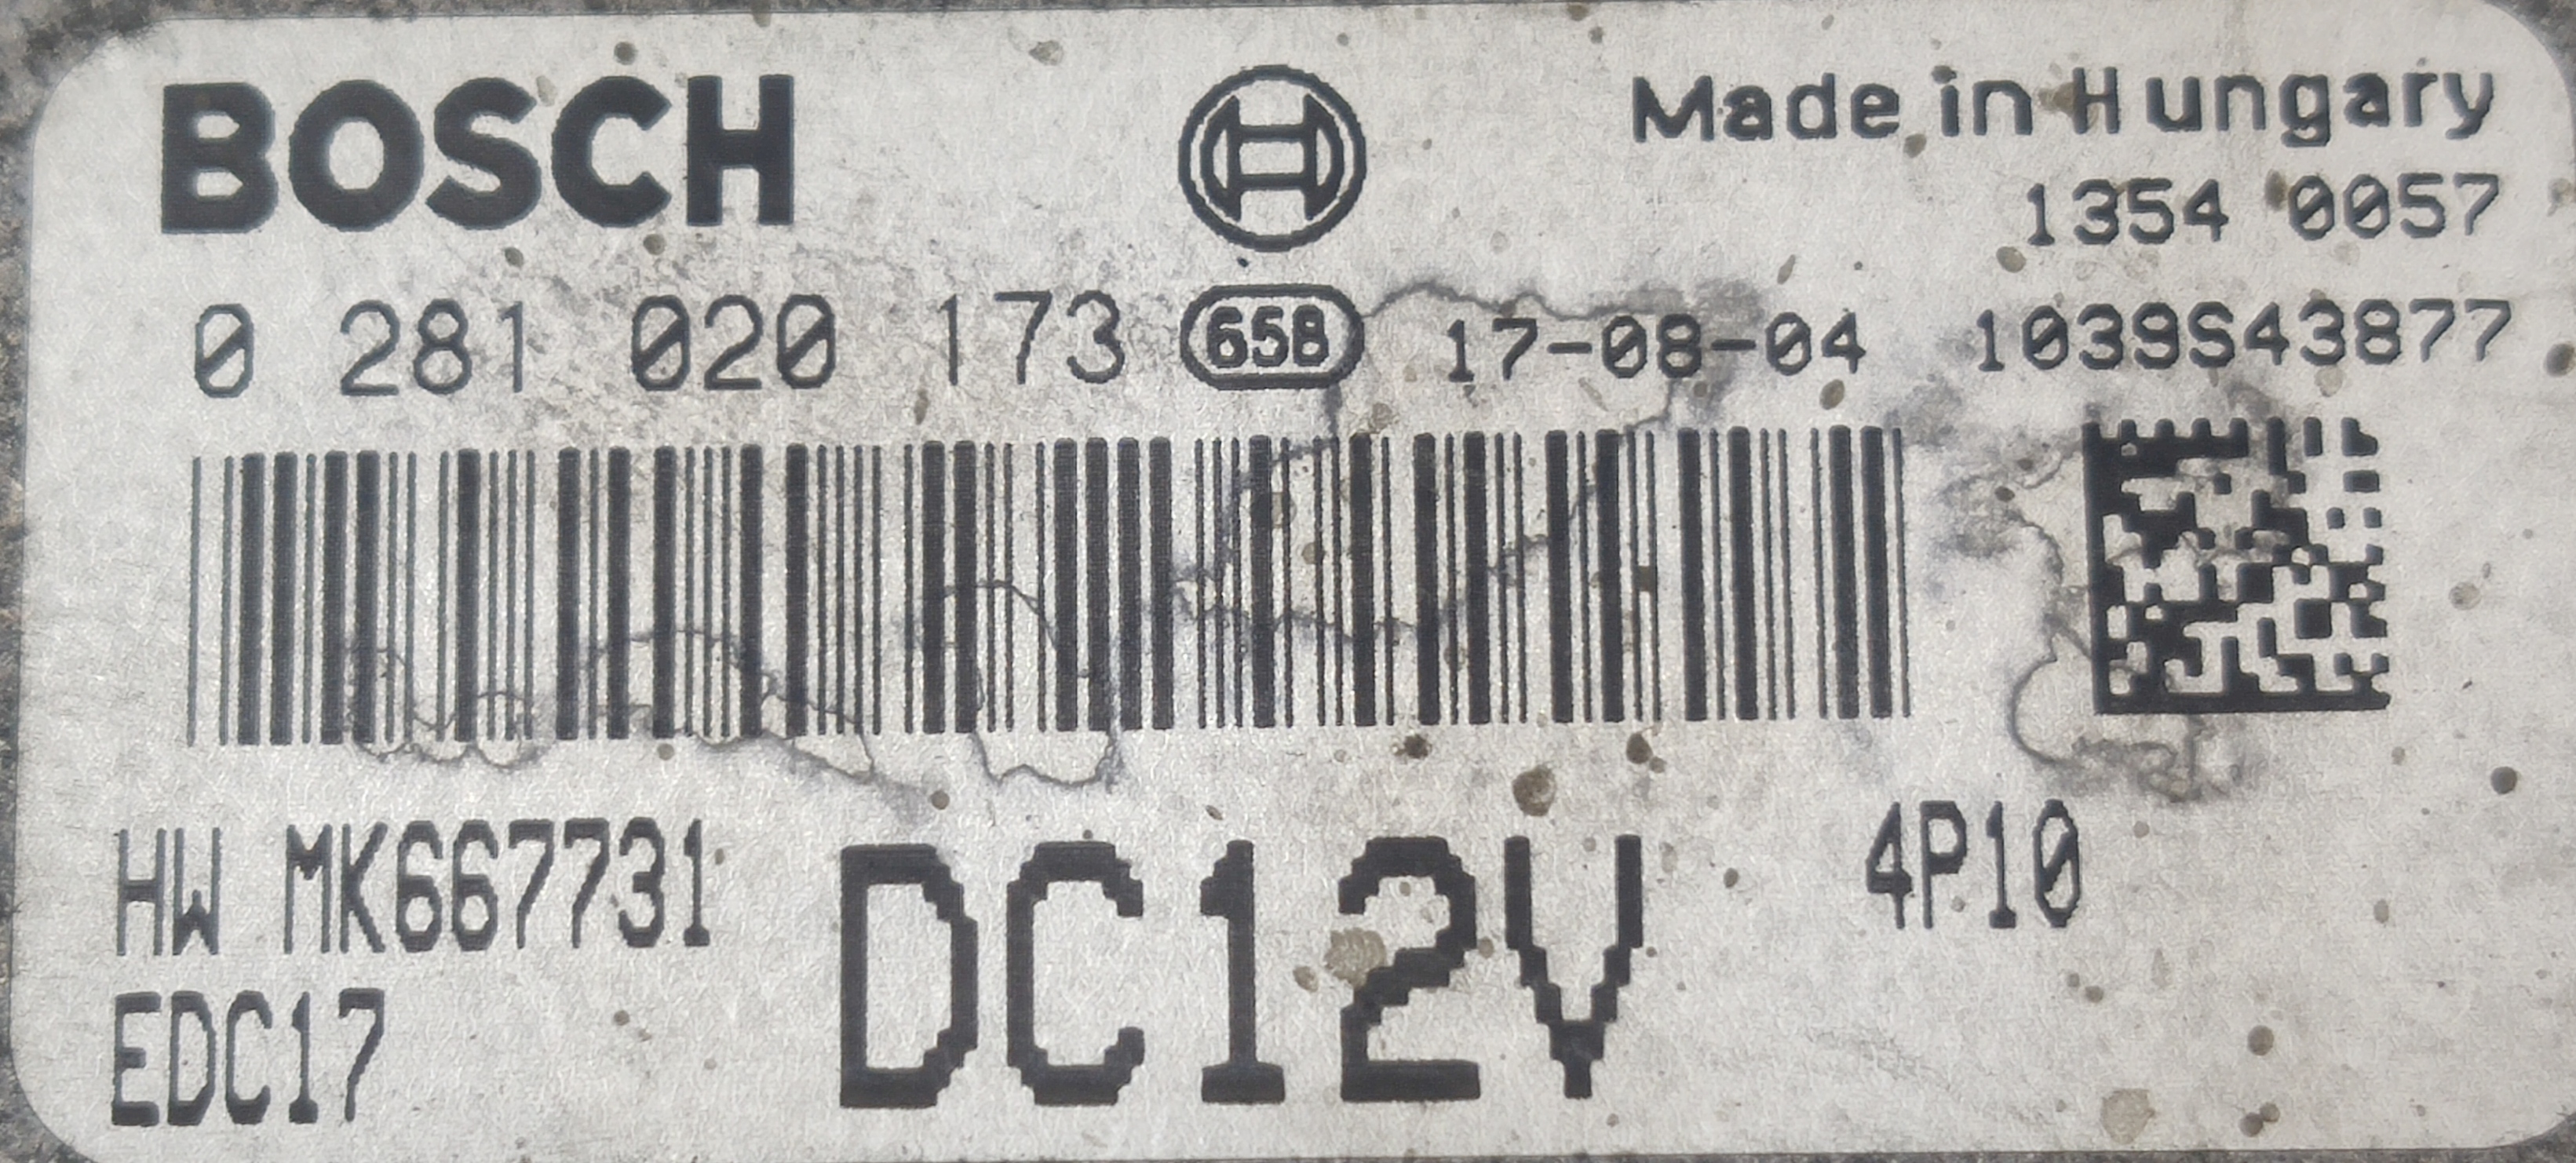 BOSCH
Made in Hungary
1354 0057
0 281 020 173 658 17-08-04 1039S43877
HW MK667731 DC12V 4P10
EDC17